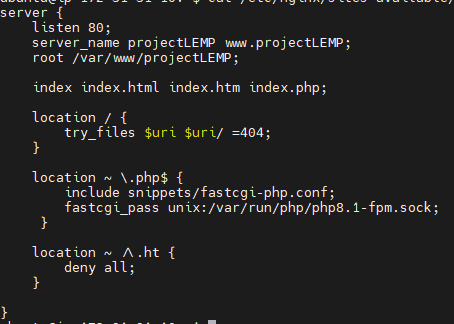 server {
    listen 80;
    server_name projectLEMP www.projectLEMP;
    root /var/www/projectLEMP;

    index index.html index.htm index.php;

    location / {
        try_files $uri $uri/ =404;
    }

    location ~ \.php$ {
        include snippets/fastcgi-php.conf;
        fastcgi_pass unix:/var/run/php/php8.1-fpm.sock;
     }

    location ~ /\.ht {
        deny all;
    }

}